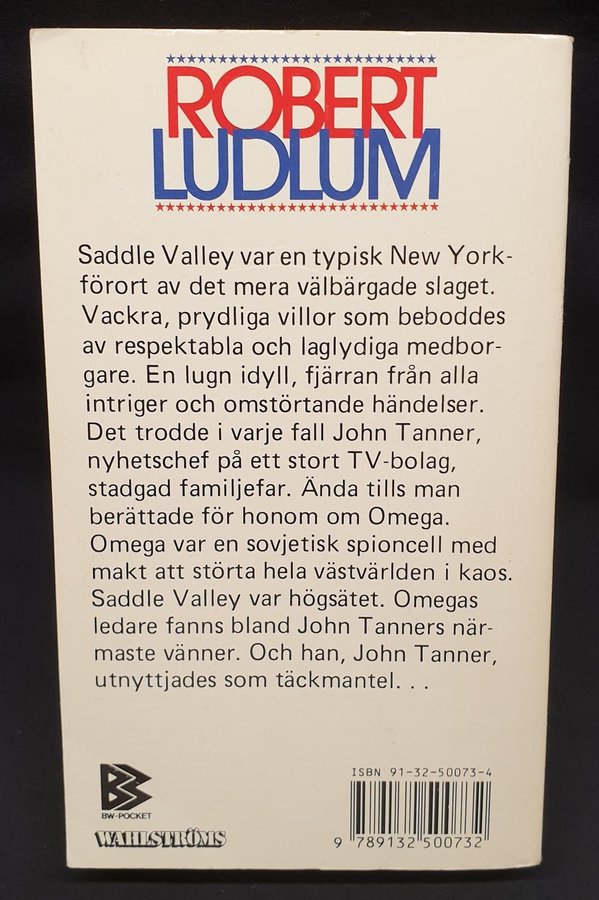 ROBERT
LUDLUM
Saddle Valley var en typisk New York-
förort av det mera välbärgade slaget.
Vackra, prydliga villor som beboddes
av respektabla och laglydiga medbor-
gare. En lugn idyll, fjärran från alla
intriger och omstörtande händelser.
Det trodde i varje fall John Tanner,
nyhetschef på ett stort TV-bolag,
stadgad familjefar. Ända tills man
berättade för honom om Omega.
Omega var en sovjetisk spioncell med
makt att störta hela västvärlden i kaos.
Saddle Valley var högsätet. Omegas
ledare fanns bland John Tanners när-
maste vänner. Och han, John Tanner,
utnyttjades som täckmantel. . .
BW-POCKET
WAHLSTRÖMS
ISBN 91-32-50073-4
9 789132 500732